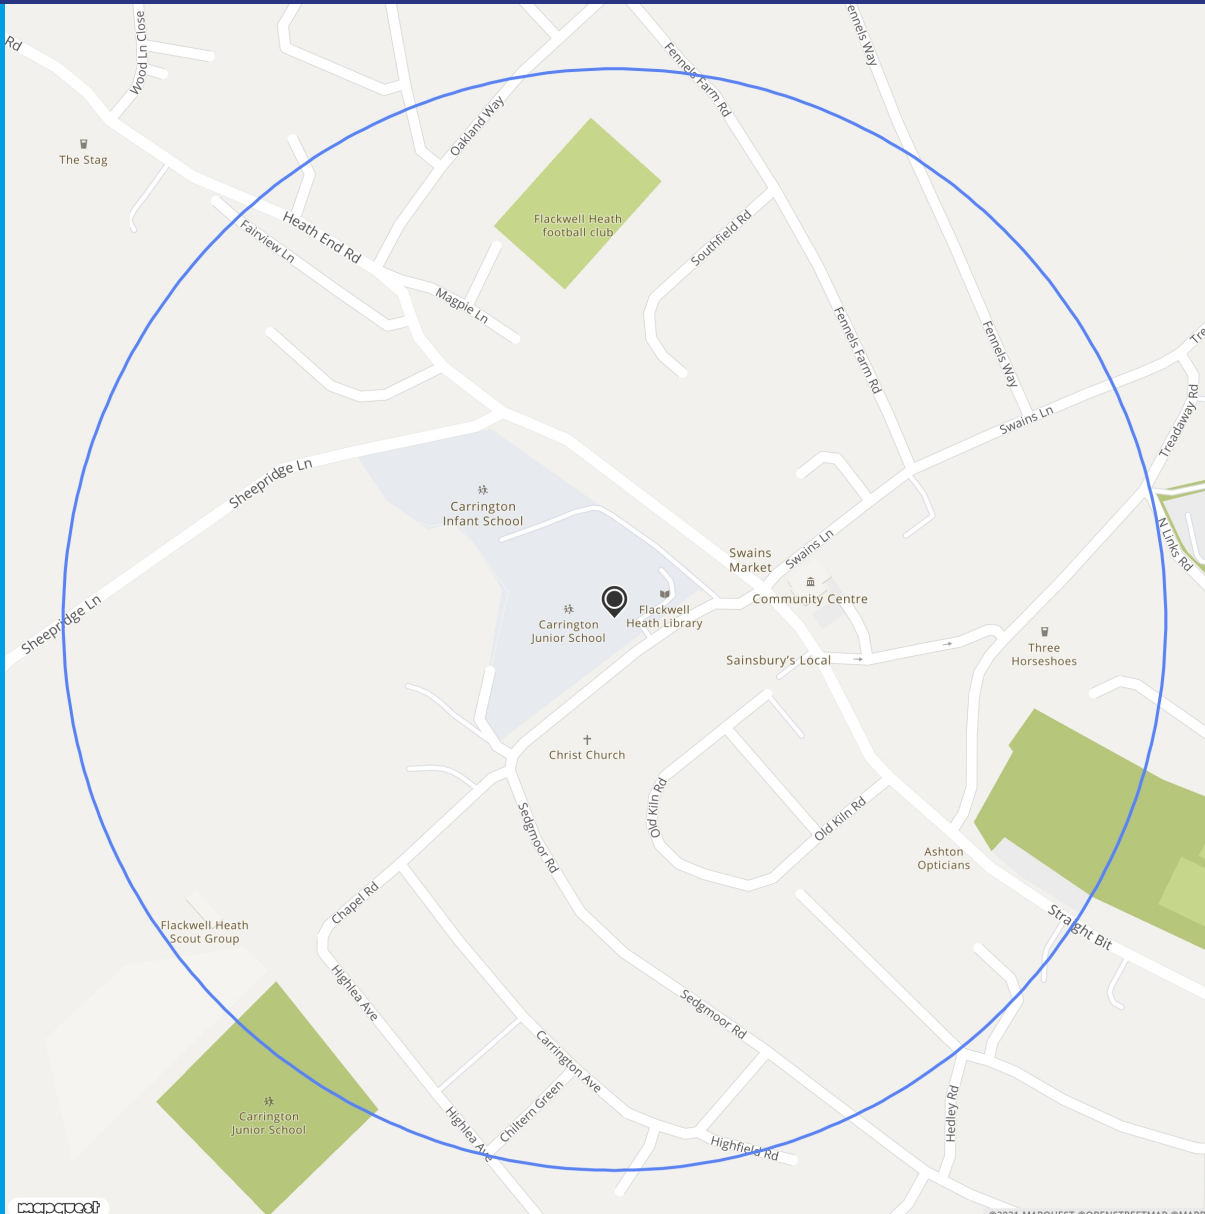 Rd
Wood Ln Close
Fennels Way
Fennels Farm Rd
Oakland Way
The Stag
Heath End Rd
Fairview Ln
Flackwell Heath
football club
Southfield Rd
Magpie Ln
Fennels Farm Rd
Fennels Way
Tre
Treadaway Rd
Swains Ln
Sheepridge Ln
Carrington
Infant School
Swains Ln
N Links Rd
Swains
Market
Community Centre
Sheepridge Ln
Carrington
Junior School
Flackwell
Heath Library
Sainsbury's Local
Three
Horseshoes
Christ Church
Old Kiln Rd
Old Kiln Rd
Sedgmoor Rd
Ashton
Opticians
Chapel Rd
Flackwell Heath
Scout Group
Straight Bit
Highlea Ave
Sedgmoor Rd
Carrington Ave
Carrington
Junior School
Chiltern Green
Highlea Ave
Highfield Rd
Hedley Rd
mapquest